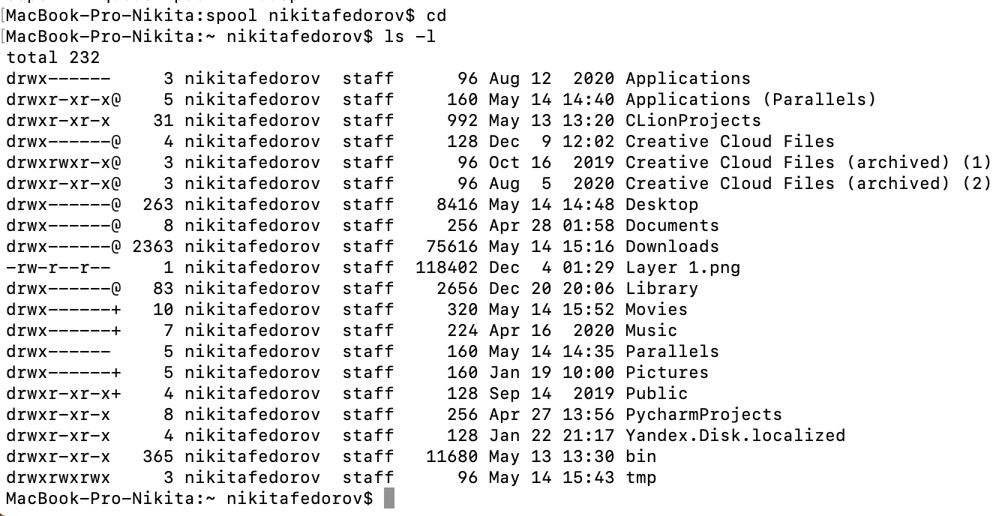 [MacBook-Pro-Nikita:spool nikitafedorov$ cd
[MacBook-Pro-Nikita:~ nikitafedorov$ ls -l
total 232
drwx------     3 nikitafedorov  staff      96 Aug 12  2020 Applications
drwxr-xr-x@    5 nikitafedorov  staff     160 May 14 14:40 Applications (Parallels)
drwxr-xr-x    31 nikitafedorov  staff     992 May 13 13:20 CLionProjects
drwx------@    4 nikitafedorov  staff     128 Dec  9 12:02 Creative Cloud Files
drwxrwxr-x@    3 nikitafedorov  staff      96 Oct 16  2019 Creative Cloud Files (archived) (1)
drwxr-xr-x@    3 nikitafedorov  staff      96 Aug  5  2020 Creative Cloud Files (archived) (2)
drwx------@  263 nikitafedorov  staff    8416 May 14 14:48 Desktop
drwx------@    8 nikitafedorov  staff     256 Apr 28 01:58 Documents
drwx------@ 2363 nikitafedorov  staff   75616 May 14 15:16 Downloads
-rw-r--r--     1 nikitafedorov  staff  118402 Dec  4 01:29 Layer 1.png
drwx------@   83 nikitafedorov  staff    2656 Dec 20 20:06 Library
drwx------+   10 nikitafedorov  staff     320 May 14 15:52 Movies
drwx------+    7 nikitafedorov  staff     224 Apr 16  2020 Music
drwx------     5 nikitafedorov  staff     160 May 14 14:35 Parallels
drwx------+    5 nikitafedorov  staff     160 Jan 19 10:00 Pictures
drwxr-xr-x+    4 nikitafedorov  staff     128 Sep 14  2019 Public
drwxr-xr-x     8 nikitafedorov  staff     256 Apr 27 13:56 PycharmProjects
drwxr-xr-x     4 nikitafedorov  staff     128 Jan 22 21:17 Yandex.Disk.localized
drwxr-xr-x   365 nikitafedorov  staff   11680 May 13 13:30 bin
drwxrwxrwx     3 nikitafedorov  staff      96 May 14 15:43 tmp
MacBook-Pro-Nikita:~ nikitafedorov$